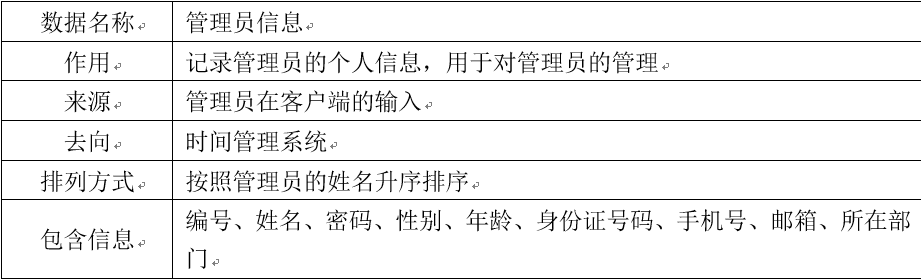 数据名称 管理员信息
作用 记录管理员的个人信息，用于对管理员的管理
来源 管理员在客户端的输入
去向 时间管理系统
排列方式 按照管理员的姓名升序排序
包含信息 编号、姓名、密码、性别、年龄、身份证号码、手机号、邮箱、所在部
门